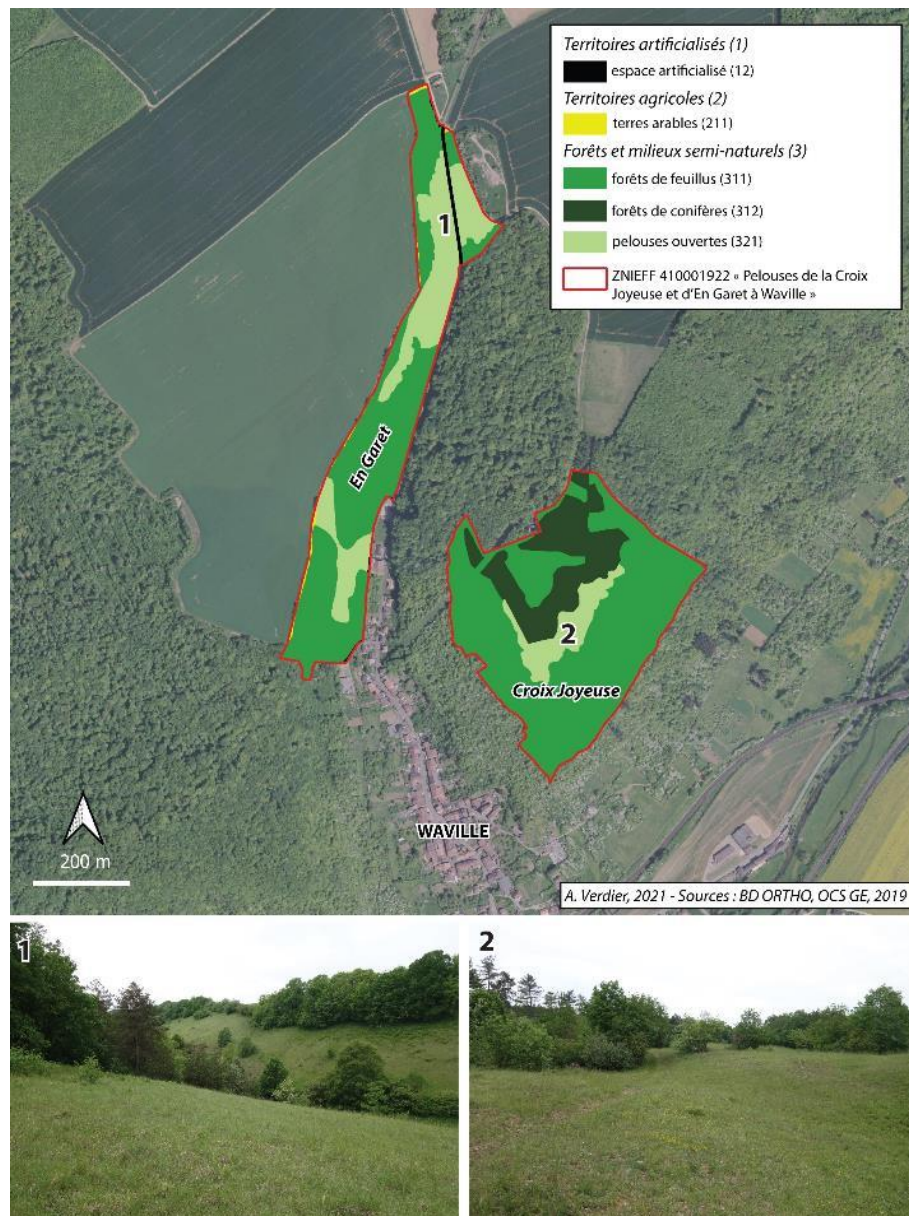 Territoires artificialisés (1)
espace artificialisé (12)
Territoires agricoles (2)
terres arables (211)
Forêts et milieux semi-naturels (3)
forêts de feuillus (311)
forêts de conifères (312)
pelouses ouvertes (321)
ZNIEFF 410001922 « Pelouses de la Croix
Joyeuse et d'En Garet à Waville »
1
En Garet
2
Croix Joyeuse
WAVILLE
200 m
A. Verdier, 2021 - Sources : BD ORTHO, OCS GE, 2019
1
2